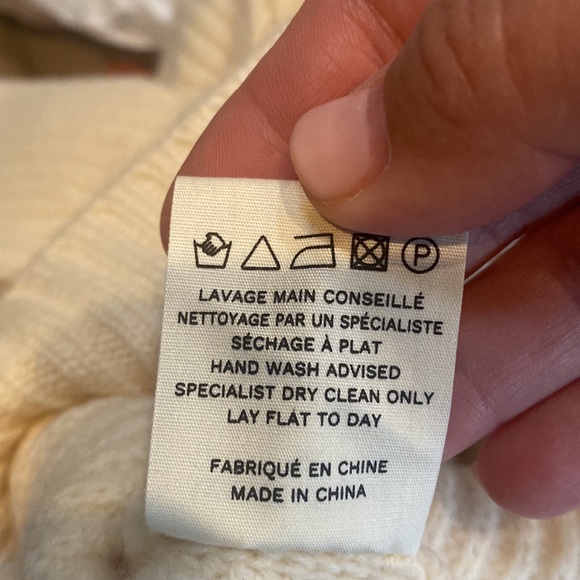 P
LAVAGE MAIN CONSEILLÉ
NETTOYAGE PAR UN SPÉCIALISTE
SÉCHAGE À PLAT
HAND WASH ADVISED
SPECIALIST DRY CLEAN ONLY
LAY FLAT TO DAY
FABRIQUÉ EN CHINE
MADE IN CHINA